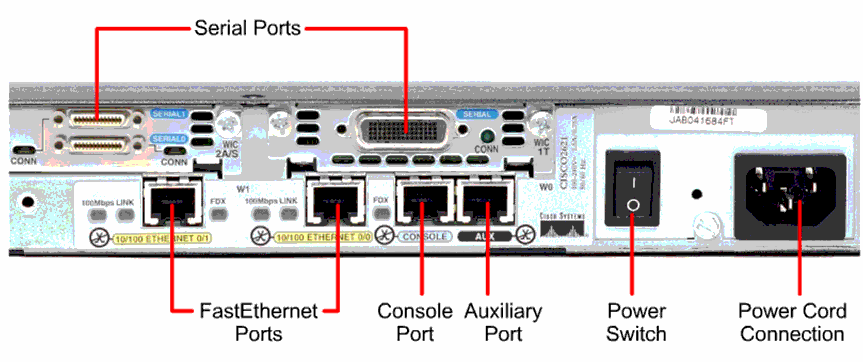 Serial Ports
SERIAL1
SERIAL0
CONN
CONN
WIC
2A/S
SERIAL
CONN
WIC
1T
JAB041684F1
CISCO2621
W1
W0
100Mbps LINK
FDX
100Mbps LINK
FDX
10/100 ETHERNET 0/1
10/100 ETHERNET 0/0
CONSOLE
AUX
CISCO SYSTEMS
FastEthernet
Ports
Console
Port
Auxiliary
Port
Power
Switch
Power Cord
Connection